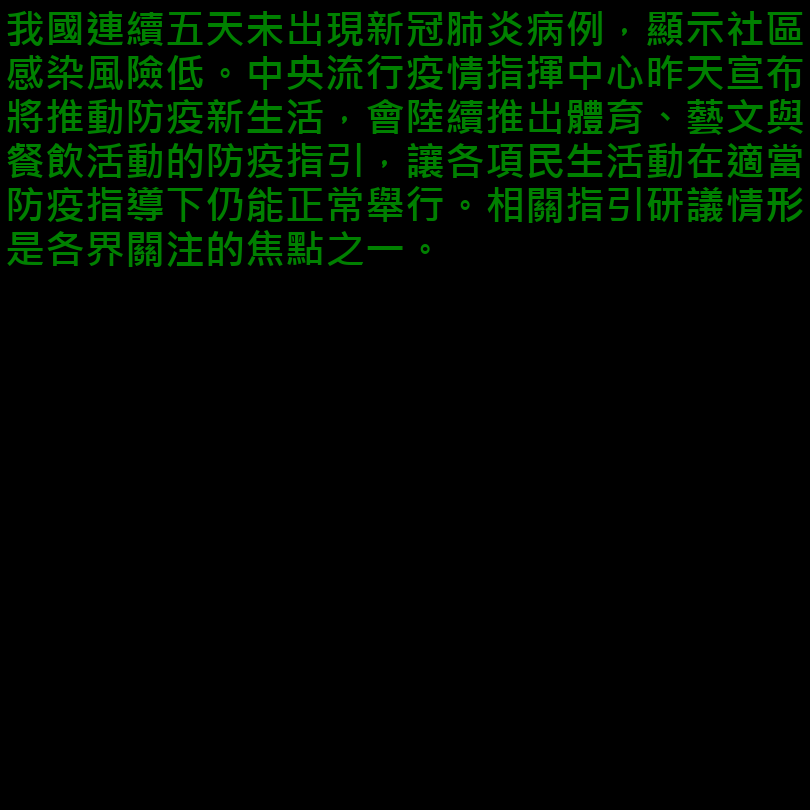 我國連續五天未出現新冠肺炎病例，顯示社區
感染風險低。中央流行疫情指揮中心昨天宣布
將推動防疫新生活，會陸續推出體育、藝文與
餐飲活動的防疫指引，讓各項民生活動在適當
防疫指導下仍能正常舉行。相關指引研議情形
是各界關注的焦點之一。